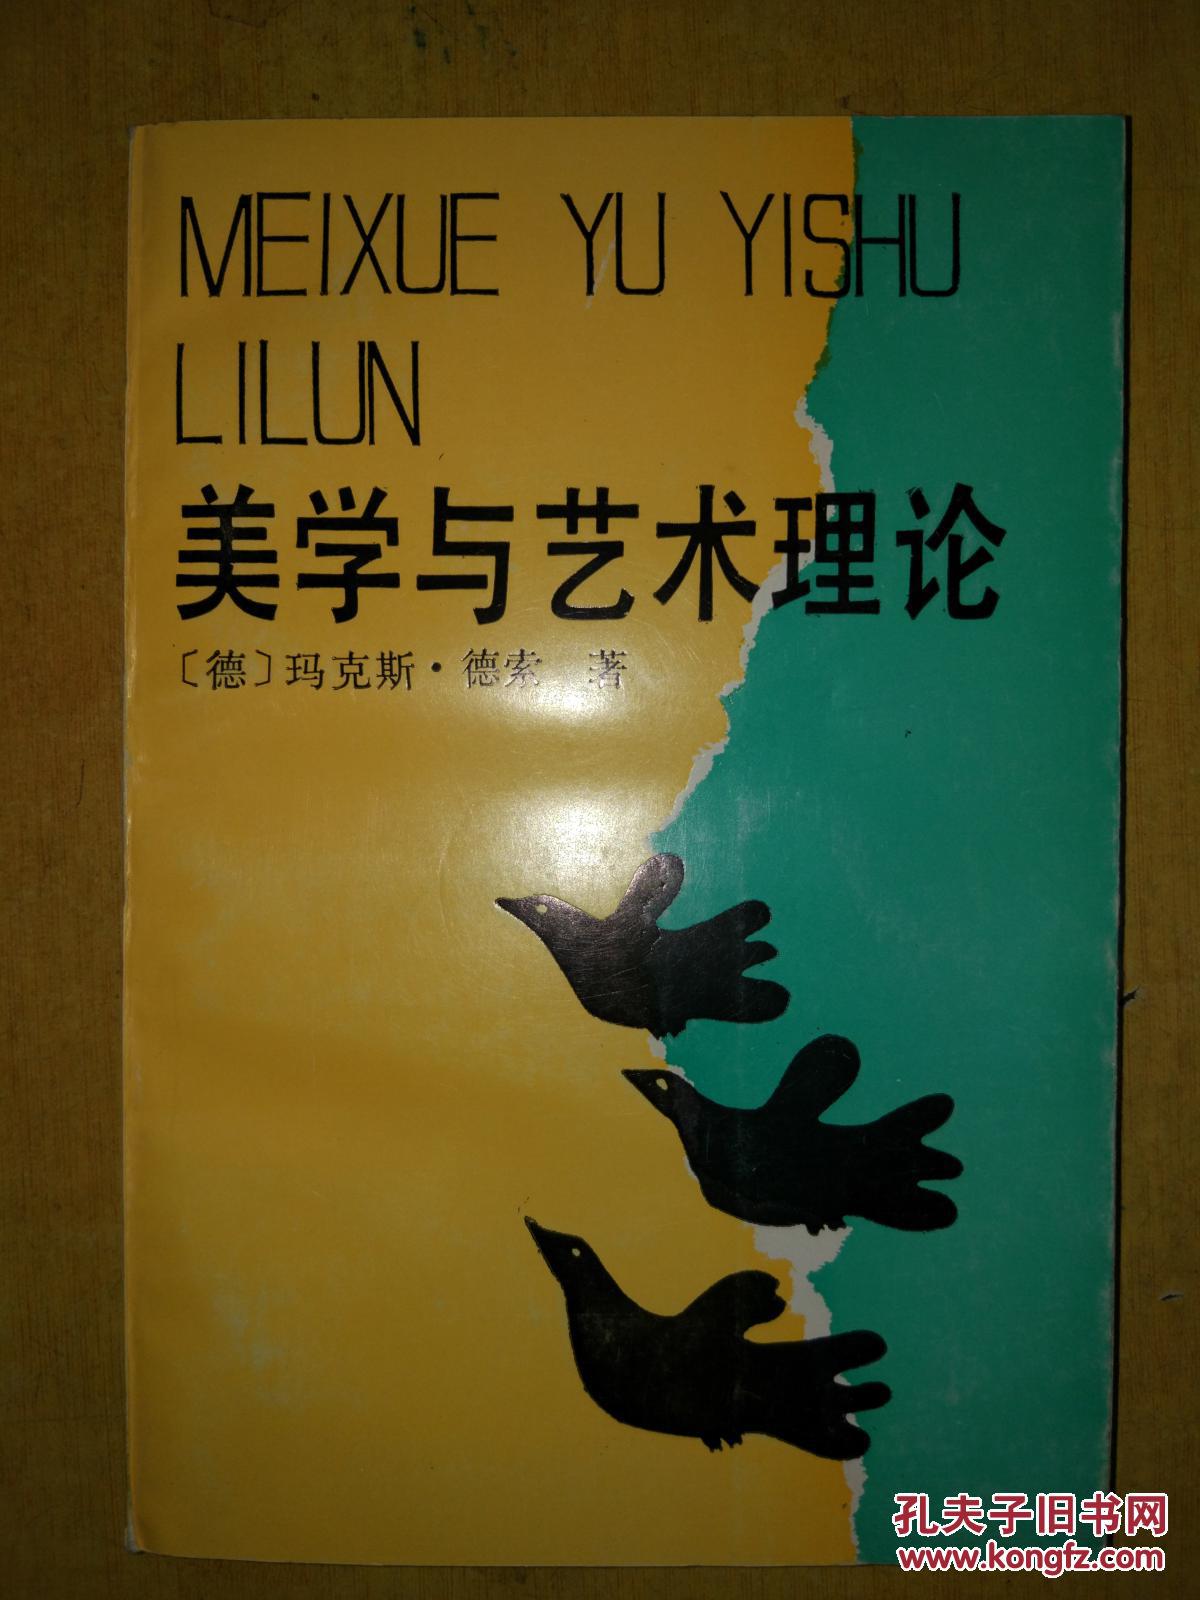 MEIXUE YU YISHU
LILUN
美学与艺术理论
〔德〕玛克斯·德索 著
孔夫子旧书网
www.kongfz.com